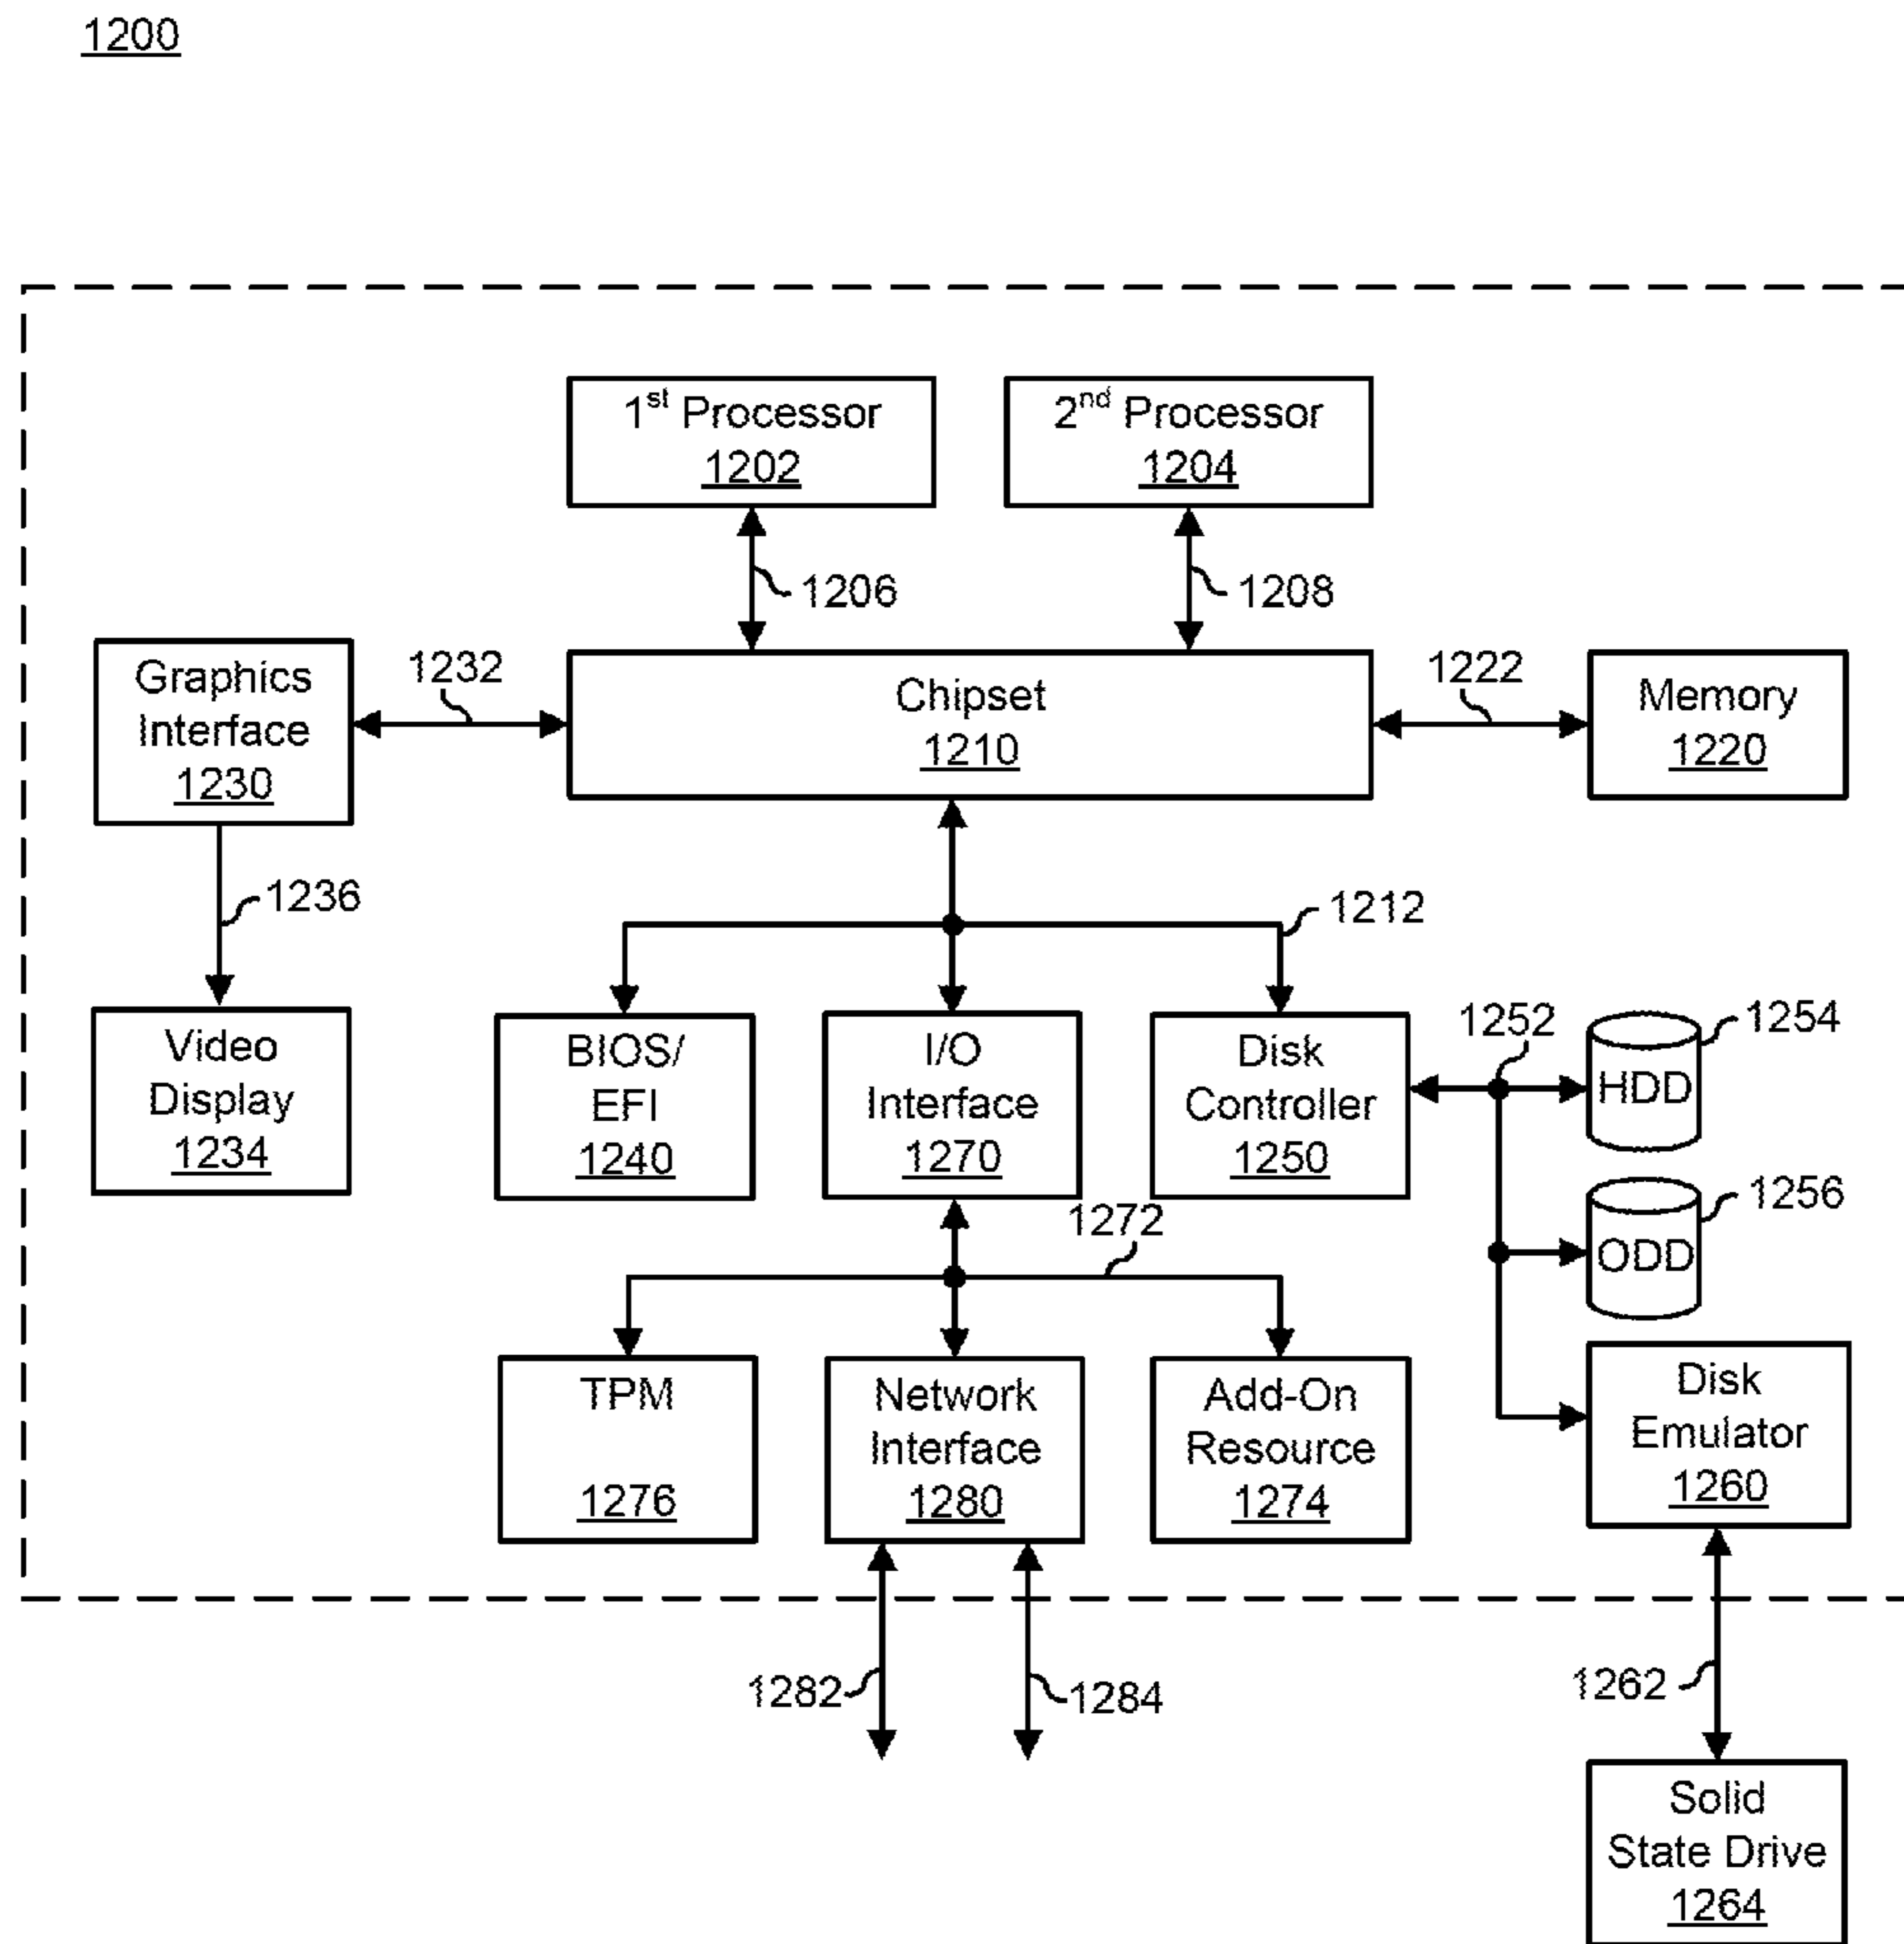 1200
1st Processor
1202
2nd Processor
1204
1206
1208
Graphics
Interface
1230
1232
Chipset
1210
1222
Memory
1220
1236
1212
Video
Display
1234
BIOS/
EFI
1240
I/O
Interface
1270
Disk
Controller
1250
1252
1254
HDD
1256
ODD
1272
TPM
1276
Network
Interface
1280
Add-On
Resource
1274
Disk
Emulator
1260
1282
1284
1262
Solid
State Drive
1264